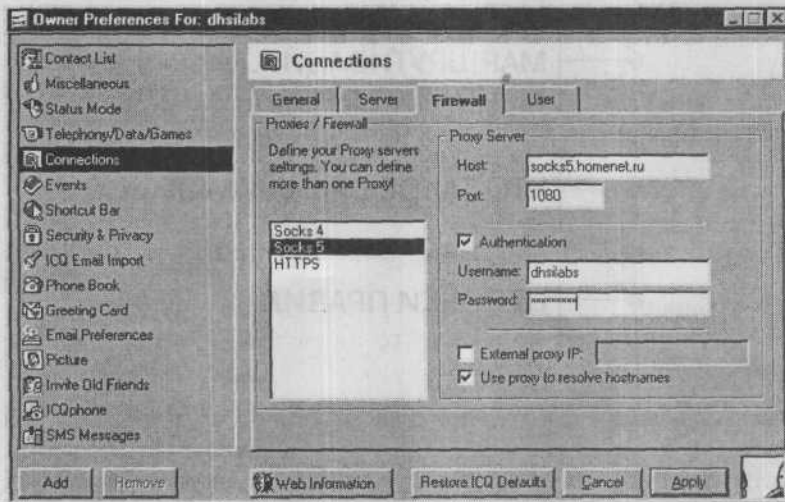 Owner Preferences For: dhsilabs
Contact List
Miscellaneous
Status Mode
Telephony/Data/Games
Connections
Events
Shortcut Bar
Security & Privacy
ICQ Email Import
Phone Book
Greeting Card
Email Preferences
Picture
Invite Old Friends
ICQphone
SMS Messages
Connections
General
Server
Firewall
User
Proxies / Firewall
Define your Proxy servers
settings. You can define
more than one Proxy!
Socks 4
Socks 5
HTTPS
Proxy Server
Host: socks5.homenet.ru
Port: 1080
Authentication
Username: dhsilabs
Password: *********
External proxy IP:
Use proxy to resolve hostnames
Add
Remove
Web Information
Restore ICQ Defaults
Cancel
Apply